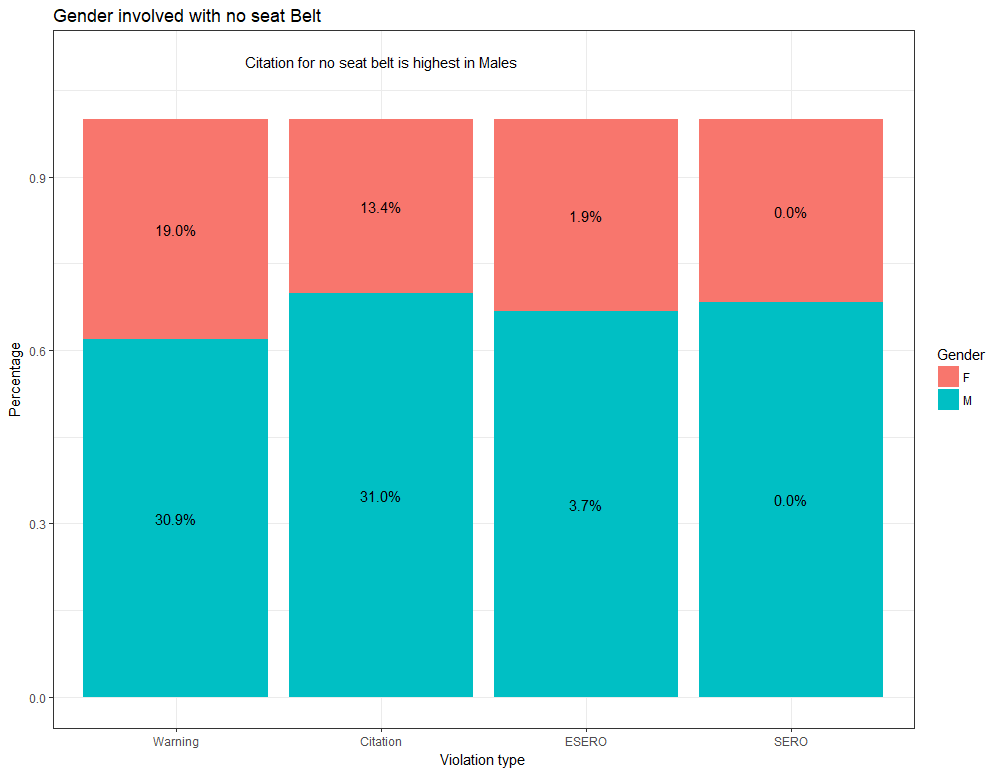 Gender involved with no seat Belt
Citation for no seat belt is highest in Males
Percentage
0.9
0.6
0.3
0.0
19.0%
13.4%
1.9%
0.0%
30.9%
31.0%
3.7%
0.0%
Warning
Citation
ESERO
SERO
Violation type
Gender
F
M